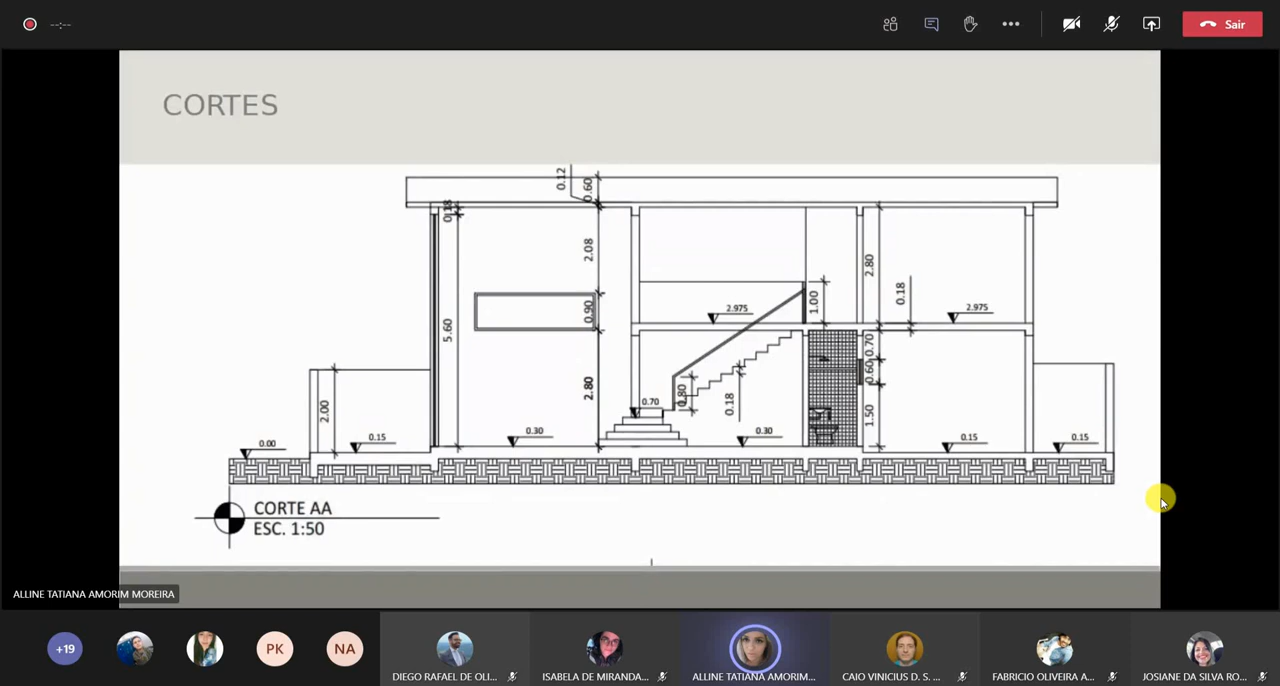 --:--
Sair
CORTES
0.12
0.60
0.18
2.08
2.80
0.18
0.90
1.00
2.975
2.975
5.60
0.70
0.60
2.80
0.80
0.18
1.50
2.00
0.70
0.00
0.15
0.30
0.30
0.15
0.15
CORTE AA
ESC. 1:50
ALLINE TATIANA AMORIM MOREIRA
+19
PK
NA
DIEGO RAFAEL DE OLI...
ISABELA DE MIRANDA...
ALLINE TATIANA AMORIM...
CAIO VINICIUS D. S. ...
FABRICIO OLIVEIRA A...
JOSIANE DA SILVA RO...